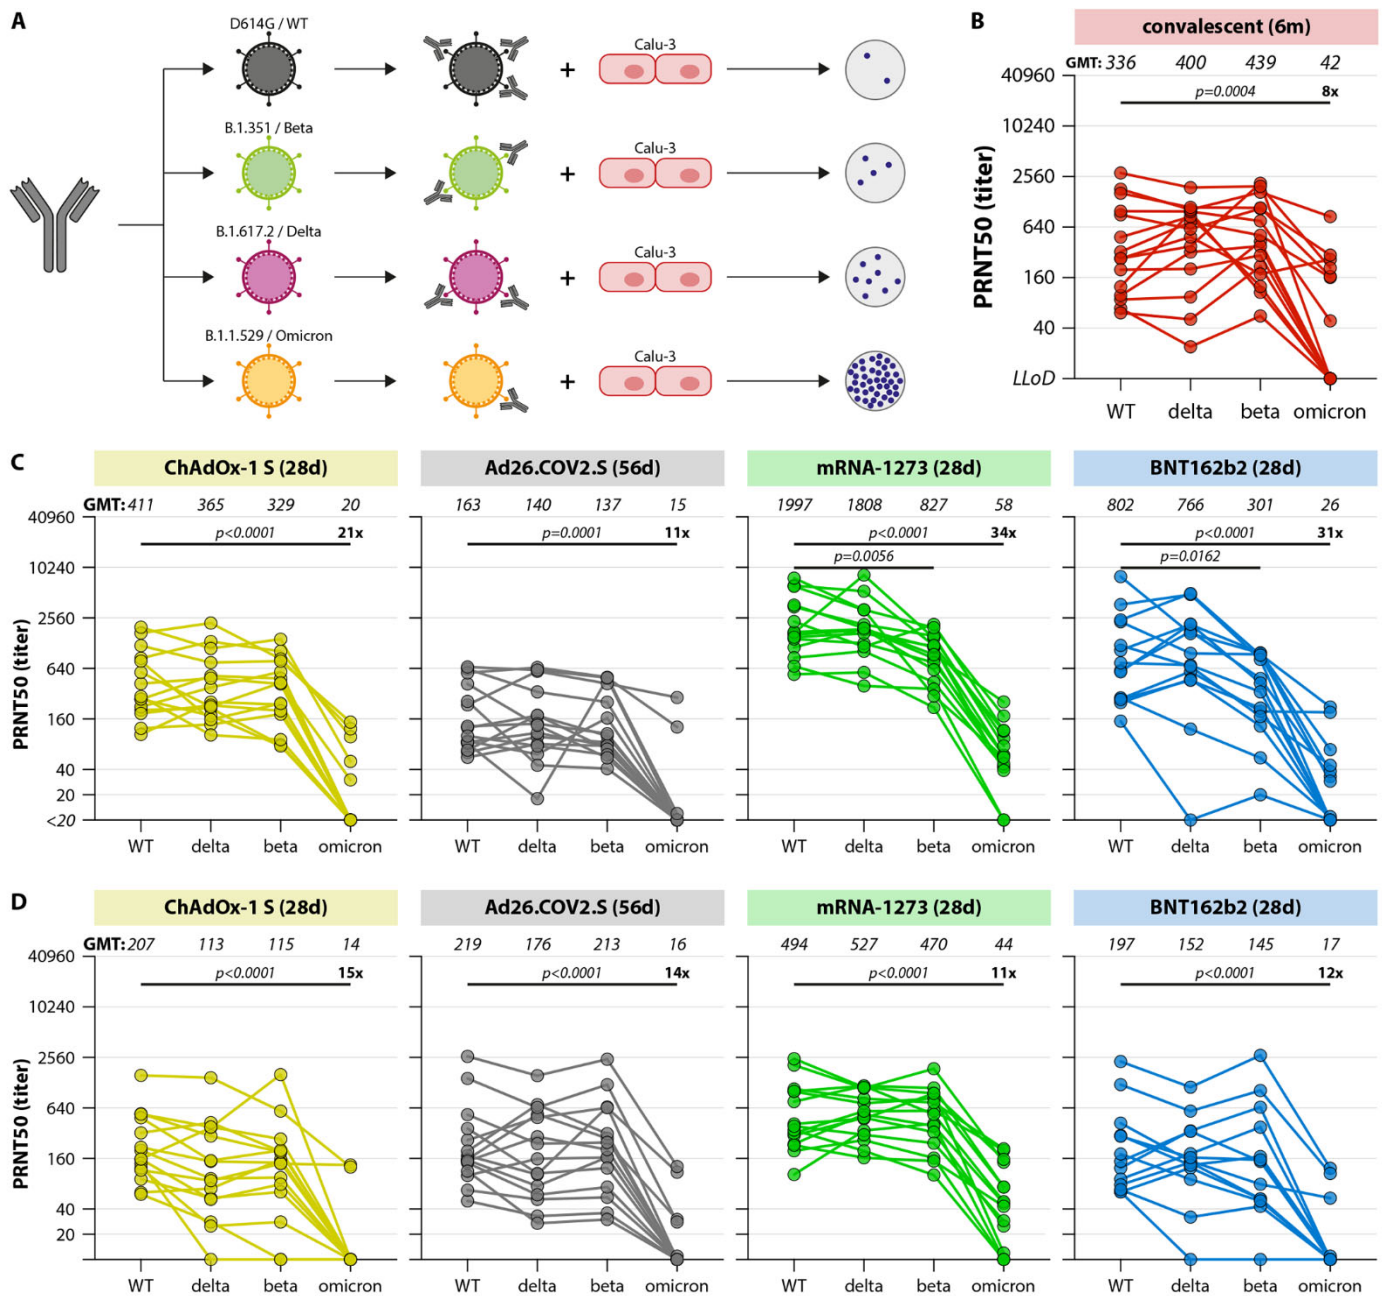 A
D614G / WT
Calu-3
+
B.1.351 / Beta
Calu-3
+
B.1.617.2 / Delta
Calu-3
+
B.1.1.529 / Omicron
Calu-3
+
B
convalescent (6m)
GMT: 336 400 439 42
p=0.0004 8x
PRNT50 (titer)
40960
10240
2560
640
160
40
LLoD
WT delta beta omicron
C
ChAdOx-1 S (28d)
GMT: 411 365 329 20
p<0.0001 21x
PRNT50 (titer)
40960
10240
2560
640
160
40
20
<20
WT delta beta omicron
Ad26.COV2.S (56d)
163 140 137 15
p=0.0001 11x
WT delta beta omicron
mRNA-1273 (28d)
1997 1808 827 58
p<0.0001 34x
p=0.0056
WT delta beta omicron
BNT162b2 (28d)
802 766 301 26
p<0.0001 31x
p=0.0162
WT delta beta omicron
D
ChAdOx-1 S (28d)
GMT: 207 113 115 14
p<0.0001 15x
PRNT50 (titer)
40960
10240
2560
640
160
40
20
WT delta beta omicron
Ad26.COV2.S (56d)
219 176 213 16
p<0.0001 14x
WT delta beta omicron
mRNA-1273 (28d)
494 527 470 44
p<0.0001 11x
WT delta beta omicron
BNT162b2 (28d)
197 152 145 17
p<0.0001 12x
WT delta beta omicron